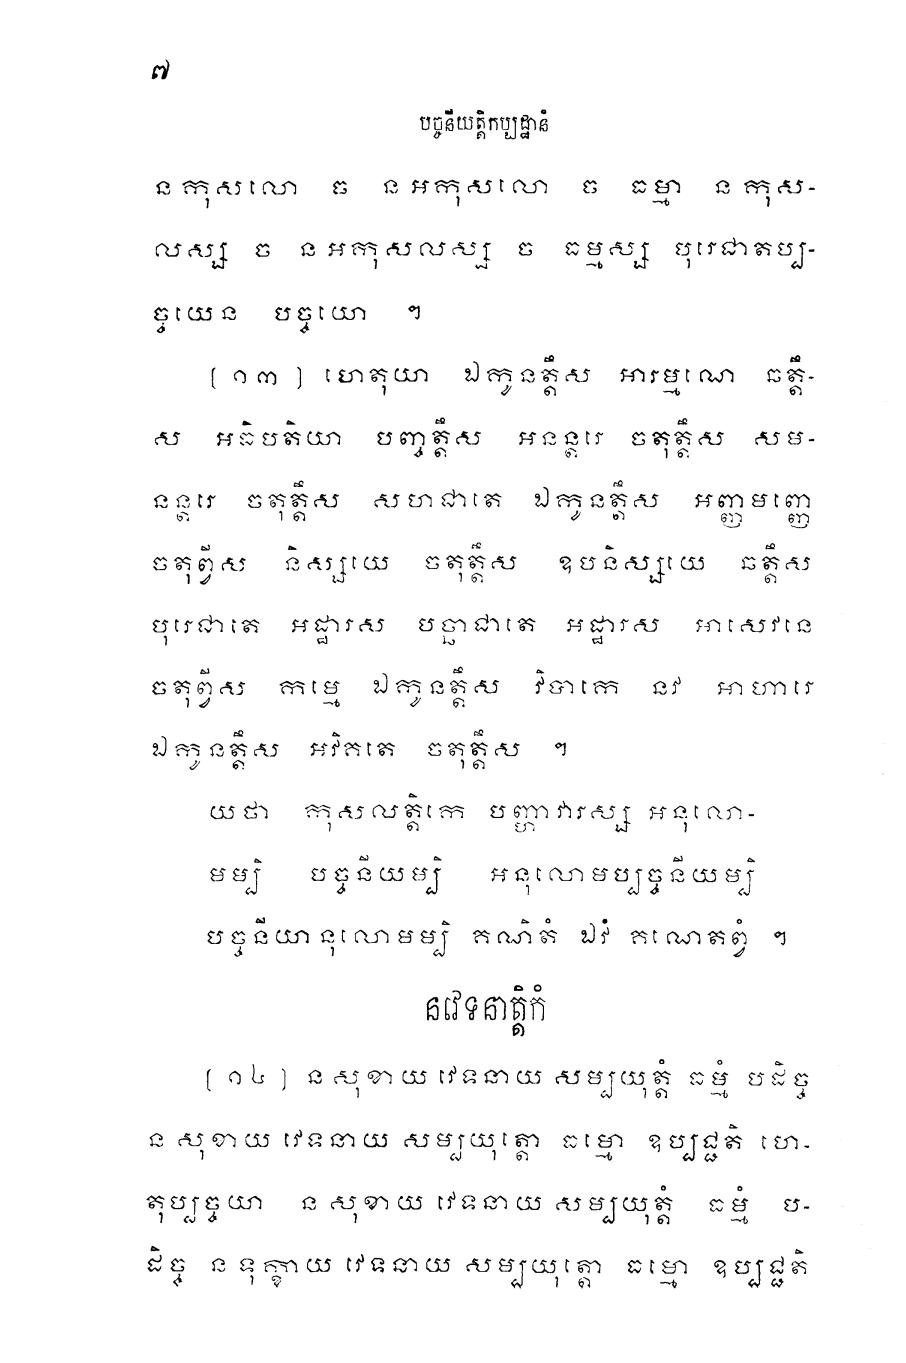 ៧
បច្ចនីយត្តិកប្បដ្ឋានំ
ន កុសលោ ច ន អកុសលោ ច ធម្មា ន កុស-
លស្ស ច ន អកុសលស្ស ច ធម្មស្ស បុរេជាតប្ប-
ច្ចយេន បច្ចយោ ។
(១៣) ហេតុយា ឯកូនត្តឹស អារម្មណេ ឆត្តឹ-
ស អធិបតិយា បញ្ចត្តឹស អនន្តរេ ចតុត្តឹស សម-
នន្តរេ ចតុត្តឹស សហជាតេ ឯកូនត្តឹស អញ្ញមញ្ញេ
ចតុព្វីស និស្សយេ ចតុត្តឹស ឧបនិស្សយេ ឆត្តឹស
បុរេជាតេ អដ្ឋារស បច្ឆាជាតេ អដ្ឋារស អាសេវនេ
ចតុព្វីស កម្មេ ឯកូនត្តឹស វិបាកេ នវ អាហារេ
ឯកូនត្តឹស អវិគតេ ចតុត្តឹស ។
យថា កុសលត្តិកេ បញ្ហាវារស្ស អនុលោ-
មម្បិ បច្ចនីយម្បិ អនុលោមប្បច្ចនីយម្បិ
បច្ចនីយានុលោមម្បិ គណិតំ ឯវំ គណេតព្វំ ។
នវេទនាត្តិកំ
(១៤) ន សុខាយ វេទនាយ សម្បយុត្តំ ធម្មំ បដិច្ច
ន សុខាយ វេទនាយ សម្បយុត្តោ ធម្មោ ឧប្បជ្ជតិ ហេ-
តុប្បច្ចយា ន សុខាយ វេទនាយ សម្បយុត្តំ ធម្មំ ប-
ដិច្ច ន ទុក្ខាយ វេទនាយ សម្បយុត្តោ ធម្មោ ឧប្បជ្ជតិ